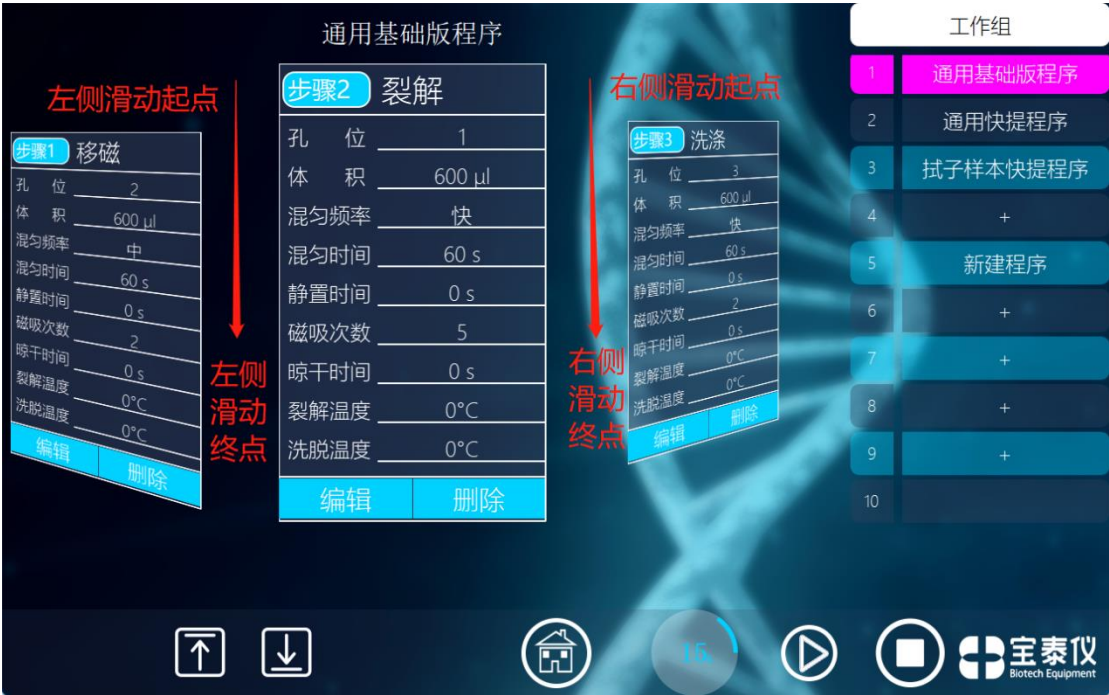 通用基础版程序
左侧滑动起点
左侧
滑动
终点
步骤1 移磁
孔 位 2
体 积 600 μl
混匀频率 中
混匀时间 60 s
静置时间 0 s
磁吸次数 2
晾干时间 0 s
裂解温度 0°C
洗脱温度 0°C
编辑 删除
步骤2 裂解
孔 位 1
体 积 600 μl
混匀频率 快
混匀时间 60 s
静置时间 0 s
磁吸次数 5
晾干时间 0 s
裂解温度 0°C
洗脱温度 0°C
编辑 删除
右侧滑动起点
右侧
滑动
终点
步骤3 洗涤
孔 位 3
体 积 600 μl
混匀频率 快
混匀时间 60 s
静置时间 0 s
磁吸次数 2
晾干时间 0 s
裂解温度 0°C
洗脱温度 0°C
编辑 删除
工作组
1 通用基础版程序
2 通用快提程序
3 拭子样本快提程序
4 +
5 新建程序
6 +
7 +
8 +
9 +
10
15
宝泰仪
Biotech Equipment